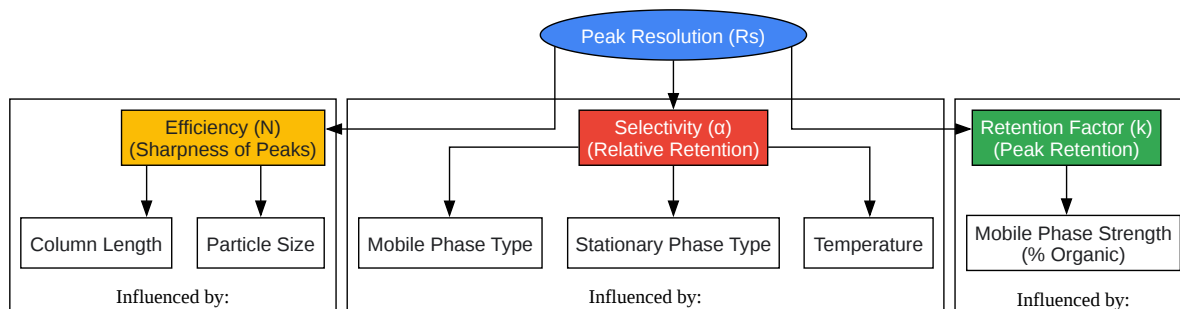 Peak Resolution (Rs)
Efficiency (N)
(Sharpness of Peaks)
Selectivity (α)
(Relative Retention)
Retention Factor (k)
(Peak Retention)
Column Length
Particle Size
Mobile Phase Type
Stationary Phase Type
Temperature
Mobile Phase Strength
(% Organic)
Influenced by:
Influenced by:
Influenced by: